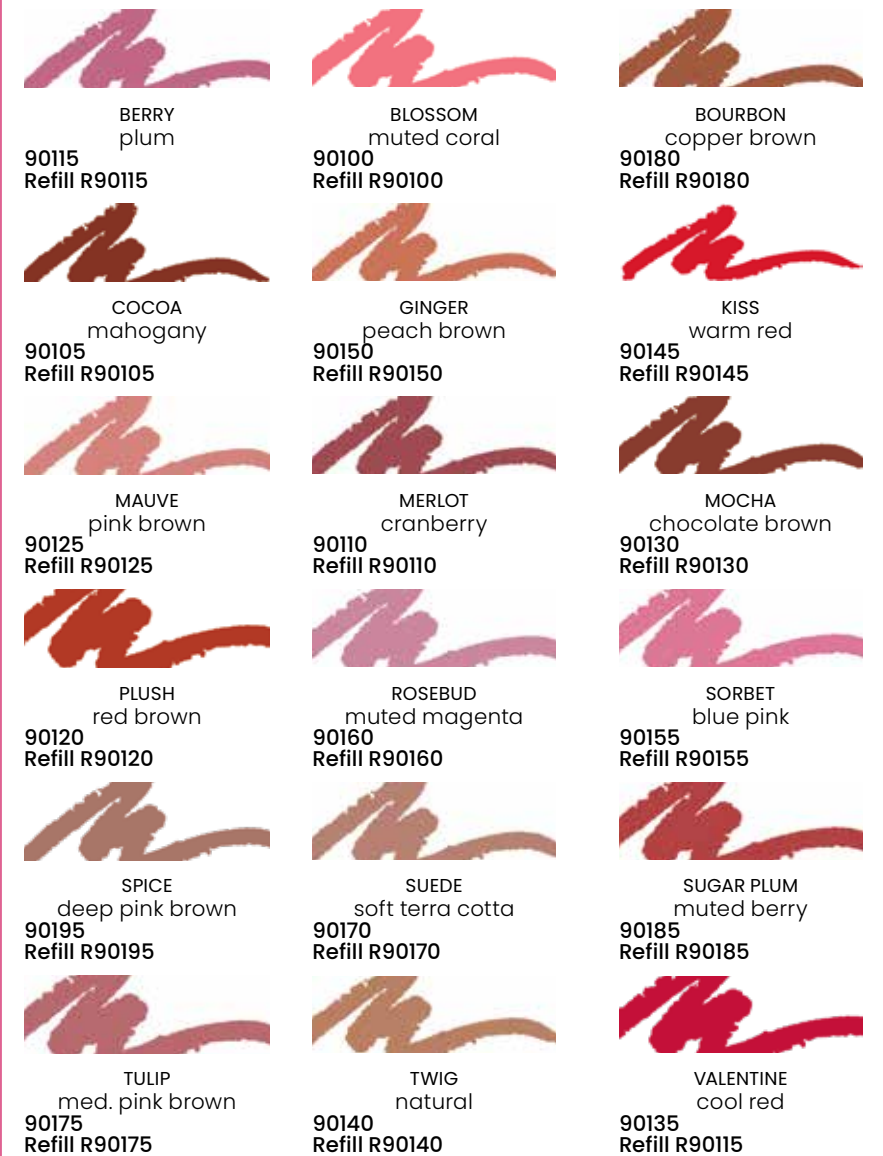 BERRY
plum
90115
Refill R90115
BLOSSOM
muted coral
90100
Refill R90100
BOURBON
copper brown
90180
Refill R90180
COCOA
mahogany
90105
Refill R90105
GINGER
peach brown
90150
Refill R90150
KISS
warm red
90145
Refill R90145
MAUVE
pink brown
90125
Refill R90125
MERLOT
cranberry
90110
Refill R90110
MOCHA
chocolate brown
90130
Refill R90130
PLUSH
red brown
90120
Refill R90120
ROSEBUD
muted magenta
90160
Refill R90160
SORBET
blue pink
90155
Refill R90155
SPICE
deep pink brown
90195
Refill R90195
SUEDE
soft terra cotta
90170
Refill R90170
SUGAR PLUM
muted berry
90185
Refill R90185
TULIP
med. pink brown
90175
Refill R90175
TWIG
natural
90140
Refill R90140
VALENTINE
cool red
90135
Refill R90115